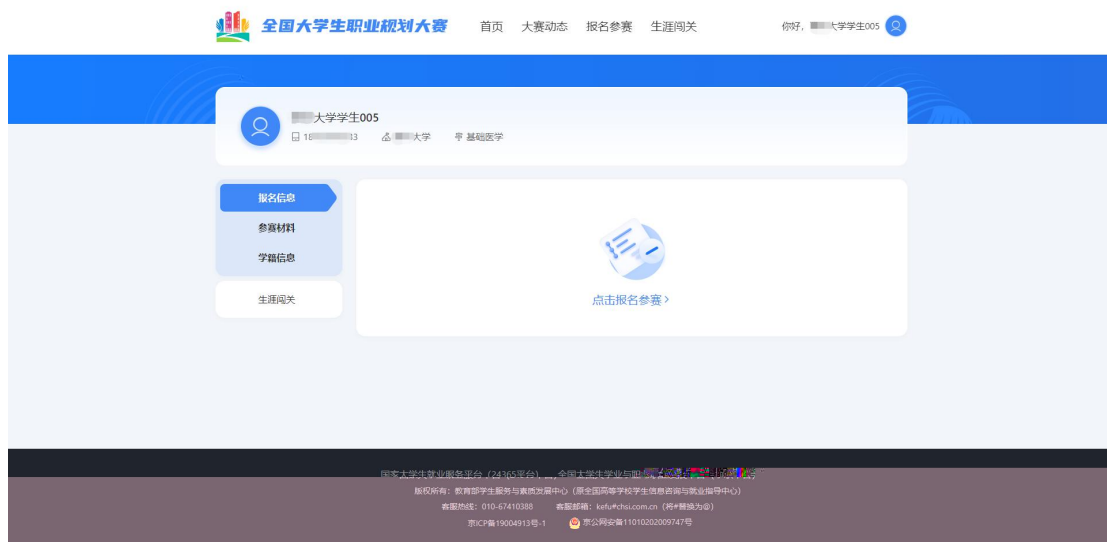 全国大学生职业规划大赛 首页 大赛动态 报名参赛 生涯闯关 你好, 大学学生005
大学学生005
18 13 大学 基础医学
报名信息
参赛材料
学籍信息
生涯闯关
点击报名参赛>
国家大学生就业服务平台（24365平台）
版权所有：教育部学生服务与素质发展中心（原全国高等学校学生信息咨询与就业指导中心）
客服热线：010-67410388 客服邮箱：kefu#chsi.com.cn（将#替换为@）
京ICP备19004913号-1 京公网安备11010202009747号